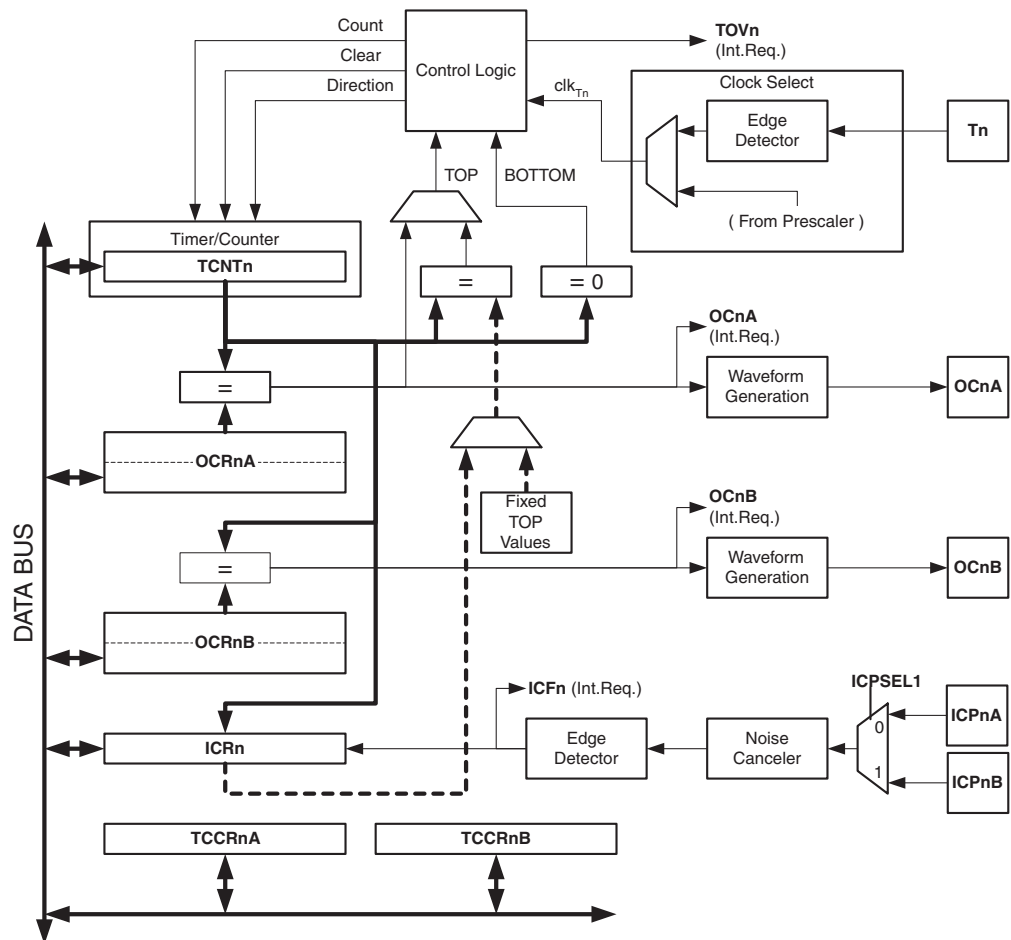 Count
Clear
Direction
Control Logic
TOVn
(Int.Req.)
clkTn
Clock Select
Edge
Detector
Tn
( From Prescaler )
TOP
BOTTOM
Timer/Counter
TCNTn
=
= 0
OCnA
(Int.Req.)
=
Waveform
Generation
OCnA
OCRnA
Fixed
TOP
Values
OCnB
(Int.Req.)
=
Waveform
Generation
OCnB
OCRnB
DATA BUS
ICFn (Int.Req.)
ICPSEL1
ICPnA
0
ICRn
Edge
Detector
Noise
Canceler
1
ICPnB
TCCRnA
TCCRnB